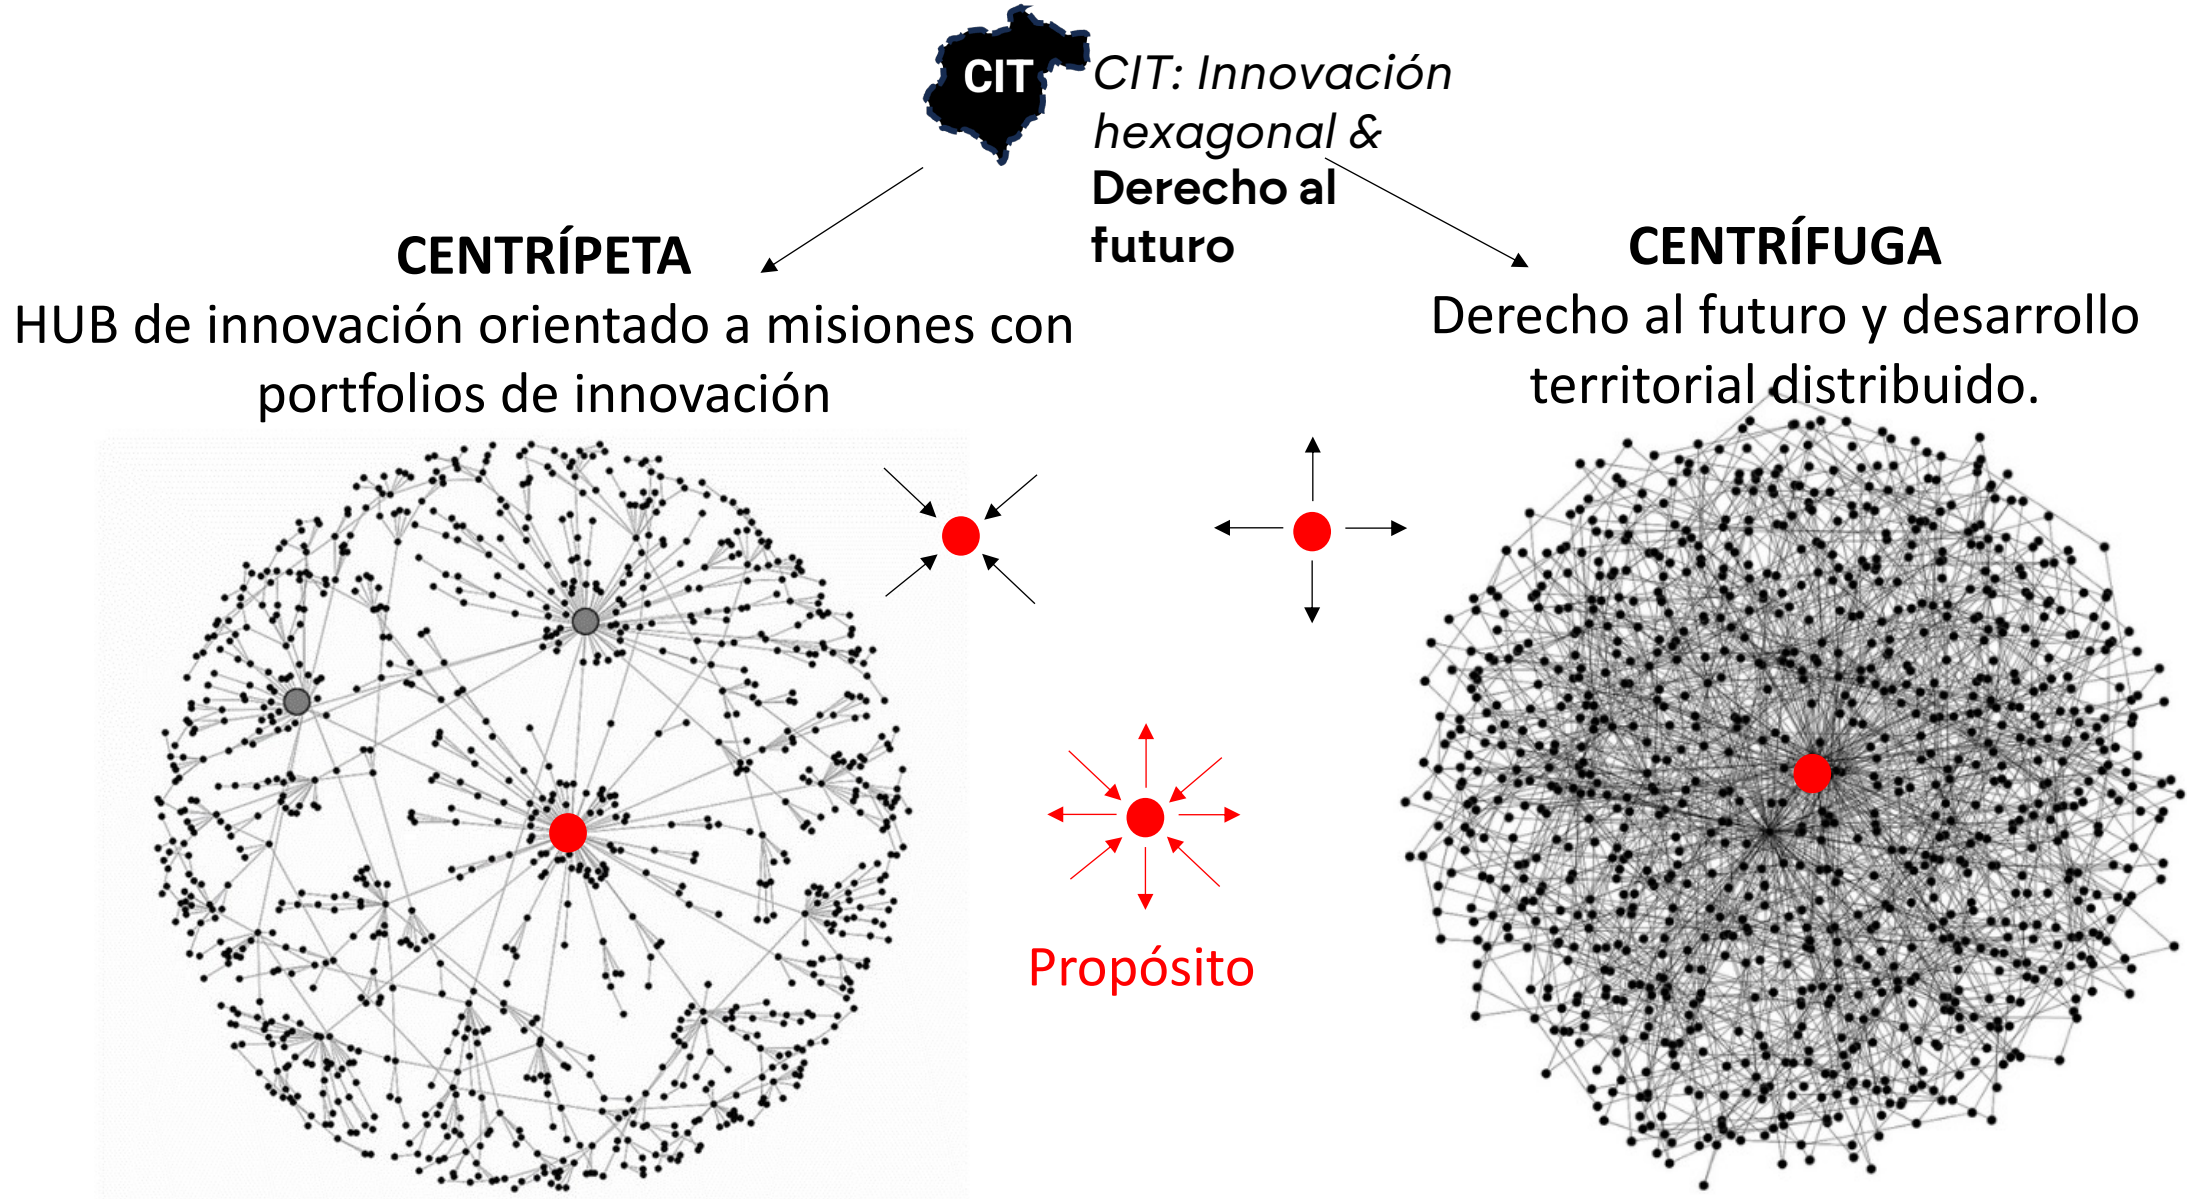 CIT
CIT: Innovación
hexagonal &
Derecho al
futuro
CENTRÍPETA
HUB de innovación orientado a misiones con
portfolios de innovación
CENTRÍFUGA
Derecho al futuro y desarrollo
territorial distribuido.
Propósito